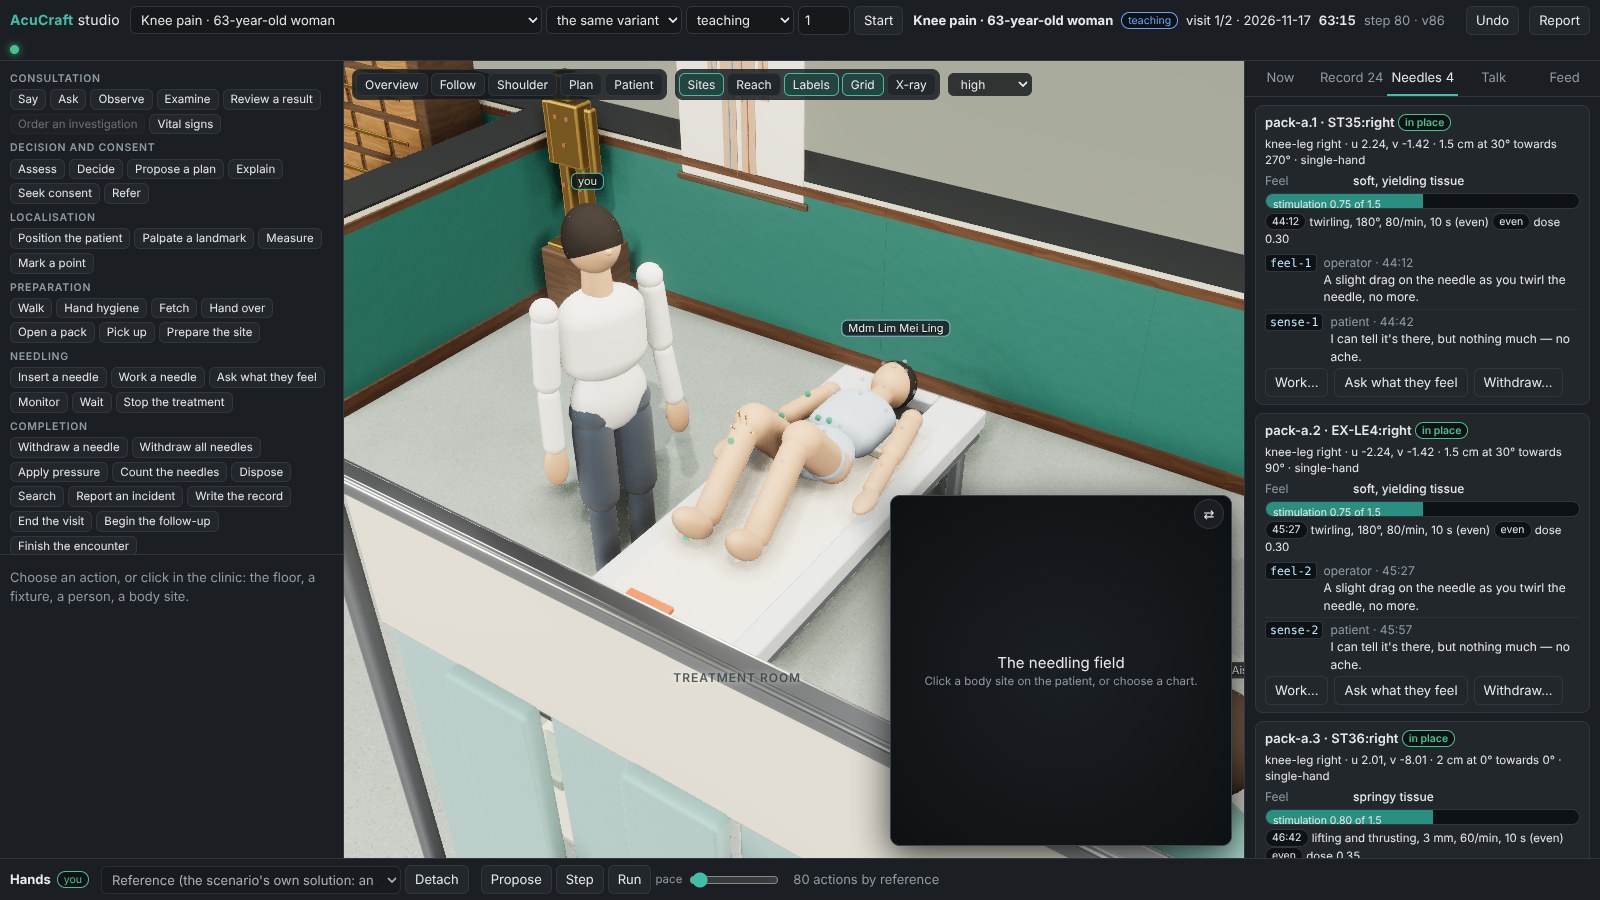 AcuCraft studio
Knee pain · 63-year-old woman
the same variant
teaching
1
Start
Knee pain · 63-year-old woman teaching visit 1/2 · 2026-11-17 63:15 step 80 · v86
Undo
Report
CONSULTATION
Say
Ask
Observe
Examine
Review a result
Order an investigation
Vital signs
DECISION AND CONSENT
Assess
Decide
Propose a plan
Explain
Seek consent
Refer
LOCALISATION
Position the patient
Palpate a landmark
Measure
Mark a point
PREPARATION
Walk
Hand hygiene
Fetch
Hand over
Open a pack
Pick up
Prepare the site
NEEDLING
Insert a needle
Work a needle
Ask what they feel
Monitor
Wait
Stop the treatment
COMPLETION
Withdraw a needle
Withdraw all needles
Apply pressure
Count the needles
Dispose
Search
Report an incident
Write the record
End the visit
Begin the follow-up
Finish the encounter
Choose an action, or click in the clinic: the floor, a
fixture, a person, a body site.
Overview
Follow
Shoulder
Plan
Patient
Sites
Reach
Labels
Grid
X-ray
high
you
Mdm Lim Mei Ling
TREATMENT ROOM
The needling field
Click a body site on the patient, or choose a chart.
Now
Record 24
Needles 4
Talk
Feed
pack-a.1 · ST35:right in place
knee-leg right · u 2.24, v -1.42 · 1.5 cm at 30° towards
270° · single-hand
Feel soft, yielding tissue
stimulation 0.75 of 1.5
44:12 twirling, 180°, 80/min, 10 s (even) even dose
0.30
feel-1 operator · 44:12
A slight drag on the needle as you twirl the
needle, no more.
sense-1 patient · 44:42
I can tell it's there, but nothing much — no
ache.
Work...
Ask what they feel
Withdraw...
pack-a.2 · EX-LE4:right in place
knee-leg right · u -2.24, v -1.42 · 1.5 cm at 30° towards
90° · single-hand
Feel soft, yielding tissue
stimulation 0.75 of 1.5
45:27 twirling, 180°, 80/min, 10 s (even) even dose
0.30
feel-2 operator · 45:27
A slight drag on the needle as you twirl the
needle, no more.
sense-2 patient · 45:57
I can tell it's there, but nothing much — no
ache.
Work...
Ask what they feel
Withdraw...
pack-a.3 · ST36:right in place
knee-leg right · u 2.01, v -8.01 · 2 cm at 0° towards 0° ·
single-hand
Feel springy tissue
stimulation 0.80 of 1.5
46:42 lifting and thrusting, 3 mm, 60/min, 10 s (even)
even dose 0.35
Hands you
Reference (the scenario's own solution: an
Detach
Propose
Step
Run
pace
80 actions by reference